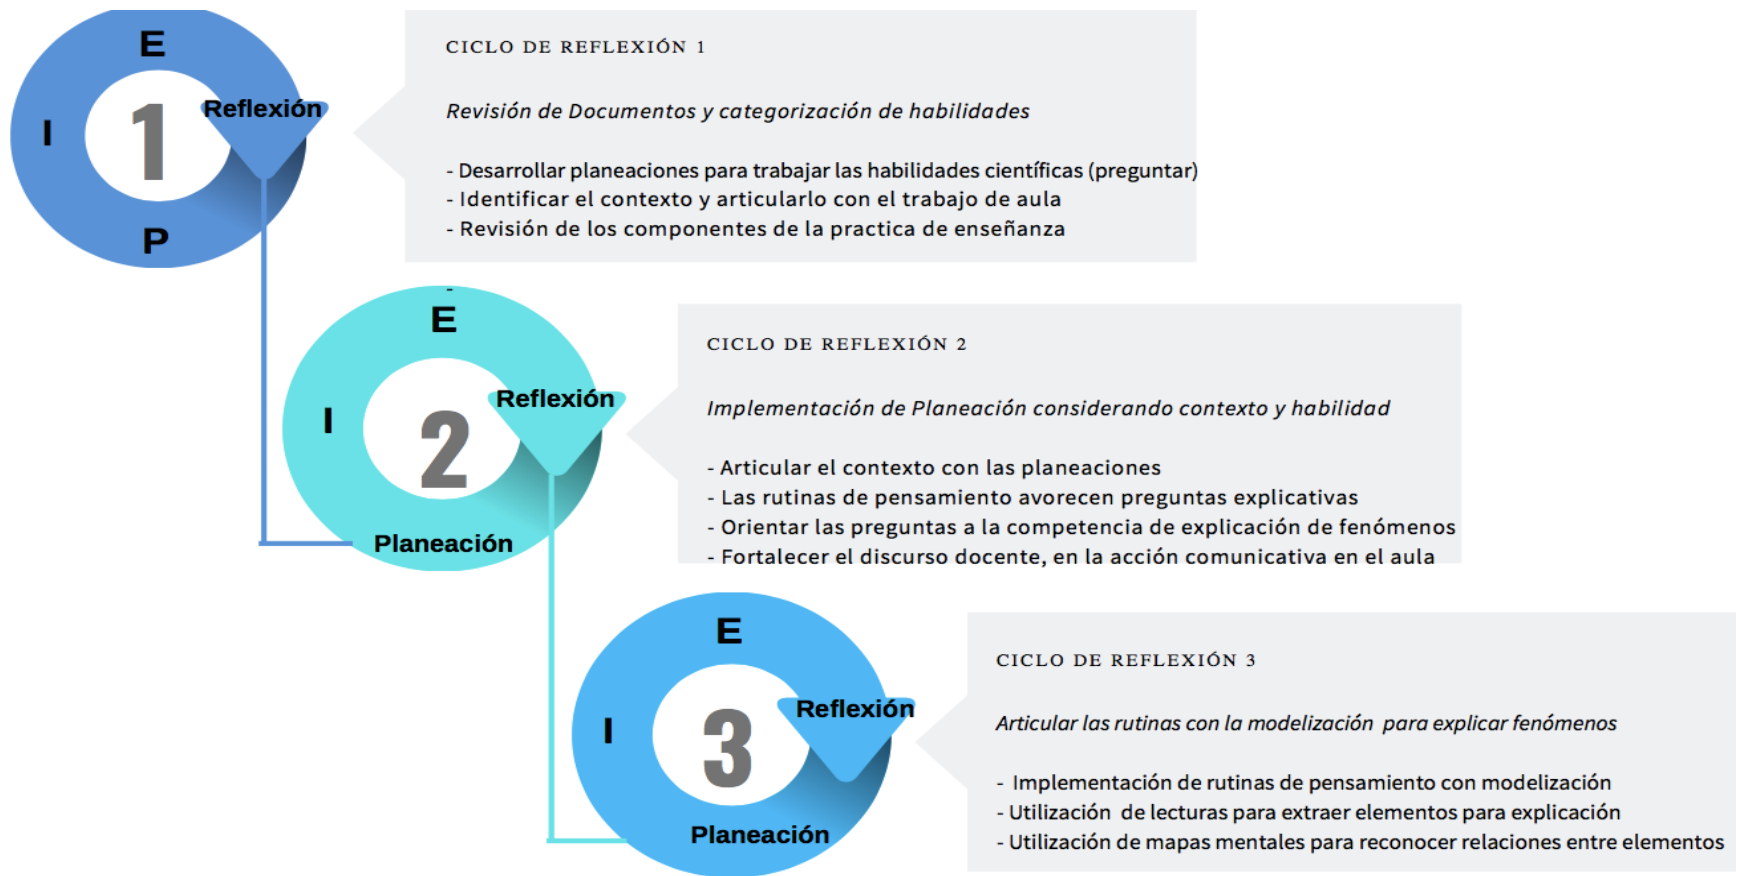 E
I
1
Reflexión
P
CICLO DE REFLEXIÓN 1
Revisión de Documentos y categorización de habilidades
- Desarrollar planeaciones para trabajar las habilidades científicas (preguntar)
- Identificar el contexto y articularlo con el trabajo de aula
- Revisión de los componentes de la practica de enseñanza
-
E
I
2
Reflexión
Planeación
CICLO DE REFLEXIÓN 2
Implementación de Planeación considerando contexto y habilidad
- Articular el contexto con las planeaciones
- Las rutinas de pensamiento avorecen preguntas explicativas
- Orientar las preguntas a la competencia de explicación de fenómenos
- Fortalecer el discurso docente, en la acción comunicativa en el aula
E
I
3
Reflexión
Planeación
CICLO DE REFLEXIÓN 3
Articular las rutinas con la modelización para explicar fenómenos
- Implementación de rutinas de pensamiento con modelización
- Utilización de lecturas para extraer elementos para explicación
- Utilización de mapas mentales para reconocer relaciones entre elementos